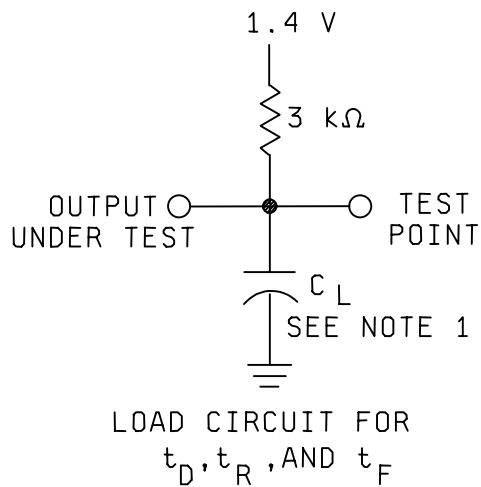 1.4 V
3 kΩ
OUTPUT
UNDER TEST
TEST
POINT
C L
SEE NOTE 1
LOAD CIRCUIT FOR
tD, tR, AND tF